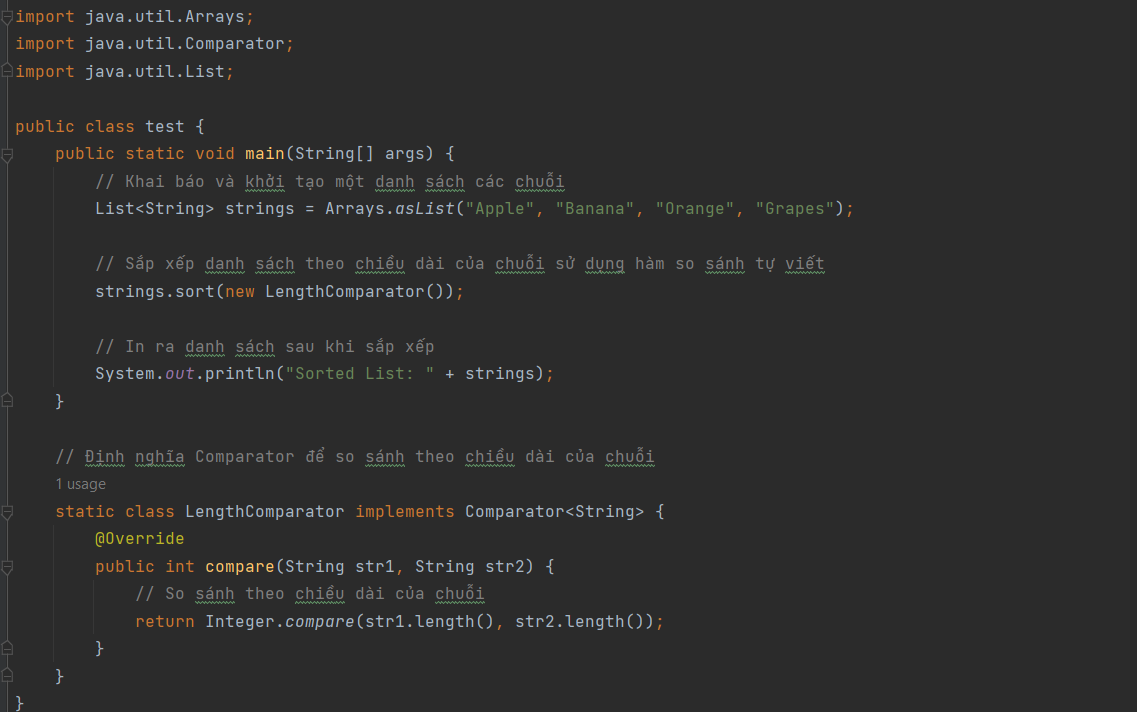 import java.util.Arrays;
import java.util.Comparator;
import java.util.List;
public class test {
public static void main(String[] args) {
// Khai báo và khởi tạo một danh sách các chuỗi
List<String> strings = Arrays.asList("Apple", "Banana", "Orange", "Grapes");
// Sắp xếp danh sách theo chiều dài của chuỗi sử dụng hàm so sánh tự viết
strings.sort(new LengthComparator());
// In ra danh sách sau khi sắp xếp
System.out.println("Sorted List: " + strings);
}
// Định nghĩa Comparator để so sánh theo chiều dài của chuỗi
1 usage
static class LengthComparator implements Comparator<String> {
@Override
public int compare(String str1, String str2) {
// So sánh theo chiều dài của chuỗi
return Integer.compare(str1.length(), str2.length());
}
}
}